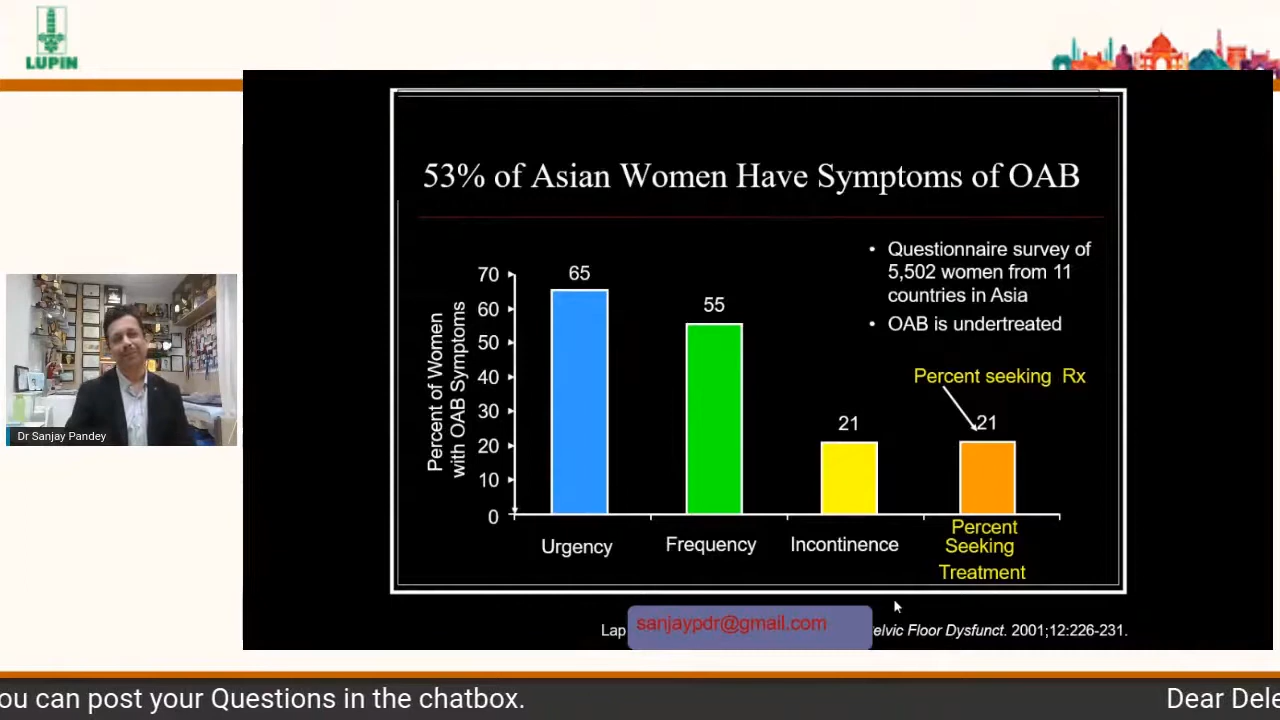 LUPIN
53% of Asian Women Have Symptoms of OAB
• Questionnaire survey of
5,502 women from 11
countries in Asia
• OAB is undertreated
Percent of Women
with OAB Symptoms
70
60
50
40
30
20
10
0
65
55
21
21
Percent seeking Rx
Urgency
Frequency
Incontinence
Percent
Seeking
Treatment
Dr Sanjay Pandey
Lap
sanjaypdr@gmail.com
elvic Floor Dysfunct. 2001;12:226-231.
ou can post your Questions in the chatbox.
Dear Dele